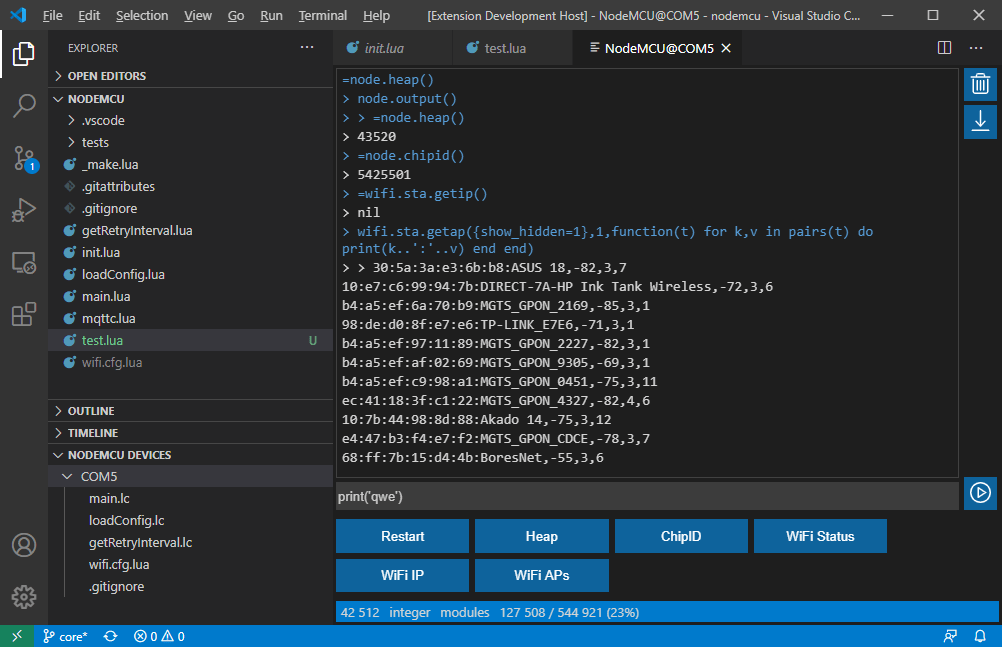 File Edit Selection View Go Run Terminal Help [Extension Development Host] - NodeMCU@COM5 - nodemcu - Visual Studio C...
EXPLORER ...
OPEN EDITORS
NODEMCU
.vscode
tests
_make.lua
.gitattributes
.gitignore
getRetryInterval.lua
init.lua
loadConfig.lua
main.lua
mqttc.lua
test.lua U
wifi.cfg.lua
OUTLINE
TIMELINE
NODEMCU DEVICES
COM5
main.lc
loadConfig.lc
getRetryInterval.lc
wifi.cfg.lua
.gitignore
1
init.lua test.lua NodeMCU@COM5
=node.heap()
> node.output()
> > =node.heap()
> 43520
> =node.chipid()
> 5425501
> =wifi.sta.getip()
> nil
> wifi.sta.getap({show_hidden=1},1,function(t) for k,v in pairs(t) do
print(k..':'..v) end end)
> > 30:5a:3a:e3:6b:b8:ASUS 18,-82,3,7
10:e7:c6:99:94:7b:DIRECT-7A-HP Ink Tank Wireless,-72,3,6
b4:a5:ef:6a:70:b9:MGTS_GPON_2169,-85,3,1
98:de:d0:8f:e7:e6:TP-LINK_E7E6,-71,3,1
b4:a5:ef:97:11:89:MGTS_GPON_2227,-82,3,1
b4:a5:ef:af:02:69:MGTS_GPON_9305,-69,3,1
b4:a5:ef:c9:98:a1:MGTS_GPON_0451,-75,3,11
ec:41:18:3f:c1:22:MGTS_GPON_4327,-82,4,6
10:7b:44:98:8d:88:Akado 14,-75,3,12
e4:47:b3:f4:e7:f2:MGTS_GPON_CDCE,-78,3,7
68:ff:7b:15:d4:4b:BoresNet,-55,3,6
print('qwe')
Restart Heap ChipID WiFi Status
WiFi IP WiFi APs
42 512 integer modules 127 508 / 544 921 (23%)
core* 0 0